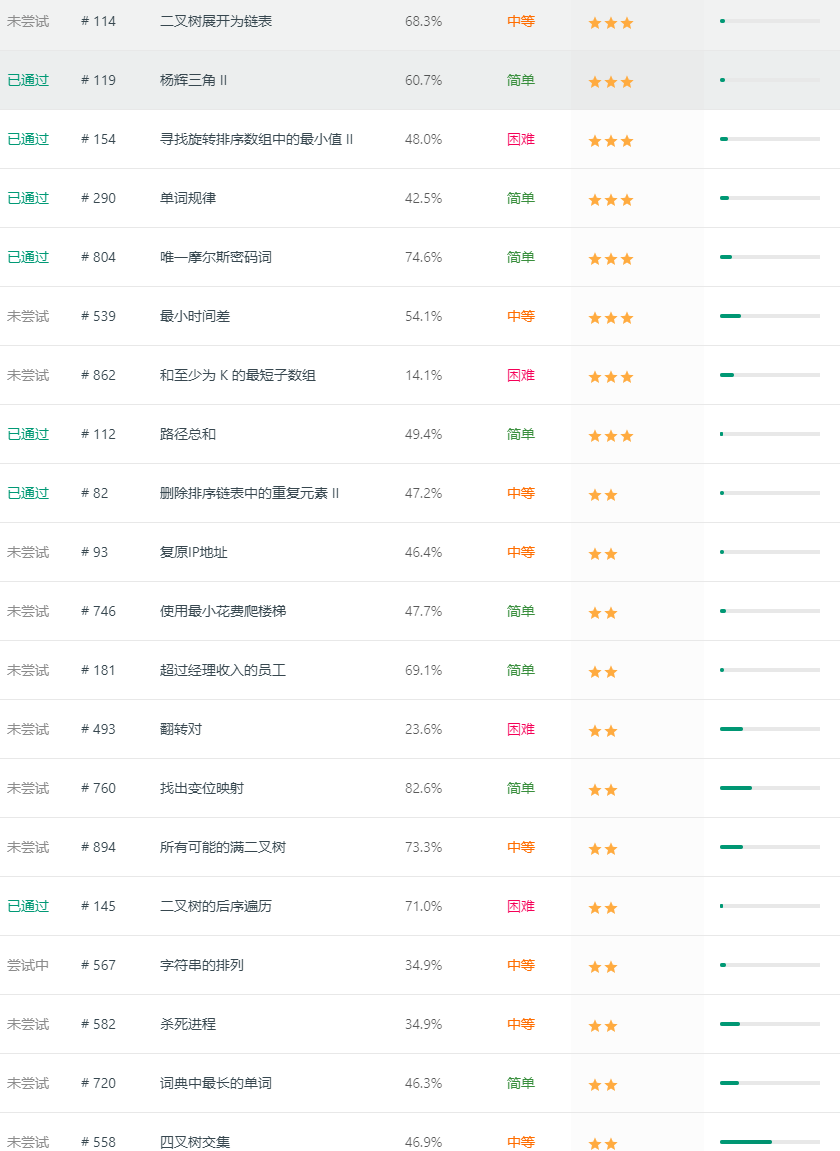 未尝试 # 114 二叉树展开为链表 68.3% 中等
已通过 # 119 杨辉三角 II 60.7% 简单
已通过 # 154 寻找旋转排序数组中的最小值 II 48.0% 困难
已通过 # 290 单词规律 42.5% 简单
已通过 # 804 唯一摩尔斯密码词 74.6% 简单
未尝试 # 539 最小时间差 54.1% 中等
未尝试 # 862 和至少为 K 的最短子数组 14.1% 困难
已通过 # 112 路径总和 49.4% 简单
已通过 # 82 删除排序链表中的重复元素 II 47.2% 中等
未尝试 # 93 复原IP地址 46.4% 中等
未尝试 # 746 使用最小花费爬楼梯 47.7% 简单
未尝试 # 181 超过经理收入的员工 69.1% 简单
未尝试 # 493 翻转对 23.6% 困难
未尝试 # 760 找出变位映射 82.6% 简单
未尝试 # 894 所有可能的满二叉树 73.3% 中等
已通过 # 145 二叉树的后序遍历 71.0% 困难
尝试中 # 567 字符串的排列 34.9% 中等
未尝试 # 582 杀死进程 34.9% 中等
未尝试 # 720 词典中最长的单词 46.3% 简单
未尝试 # 558 四叉树交集 46.9% 中等